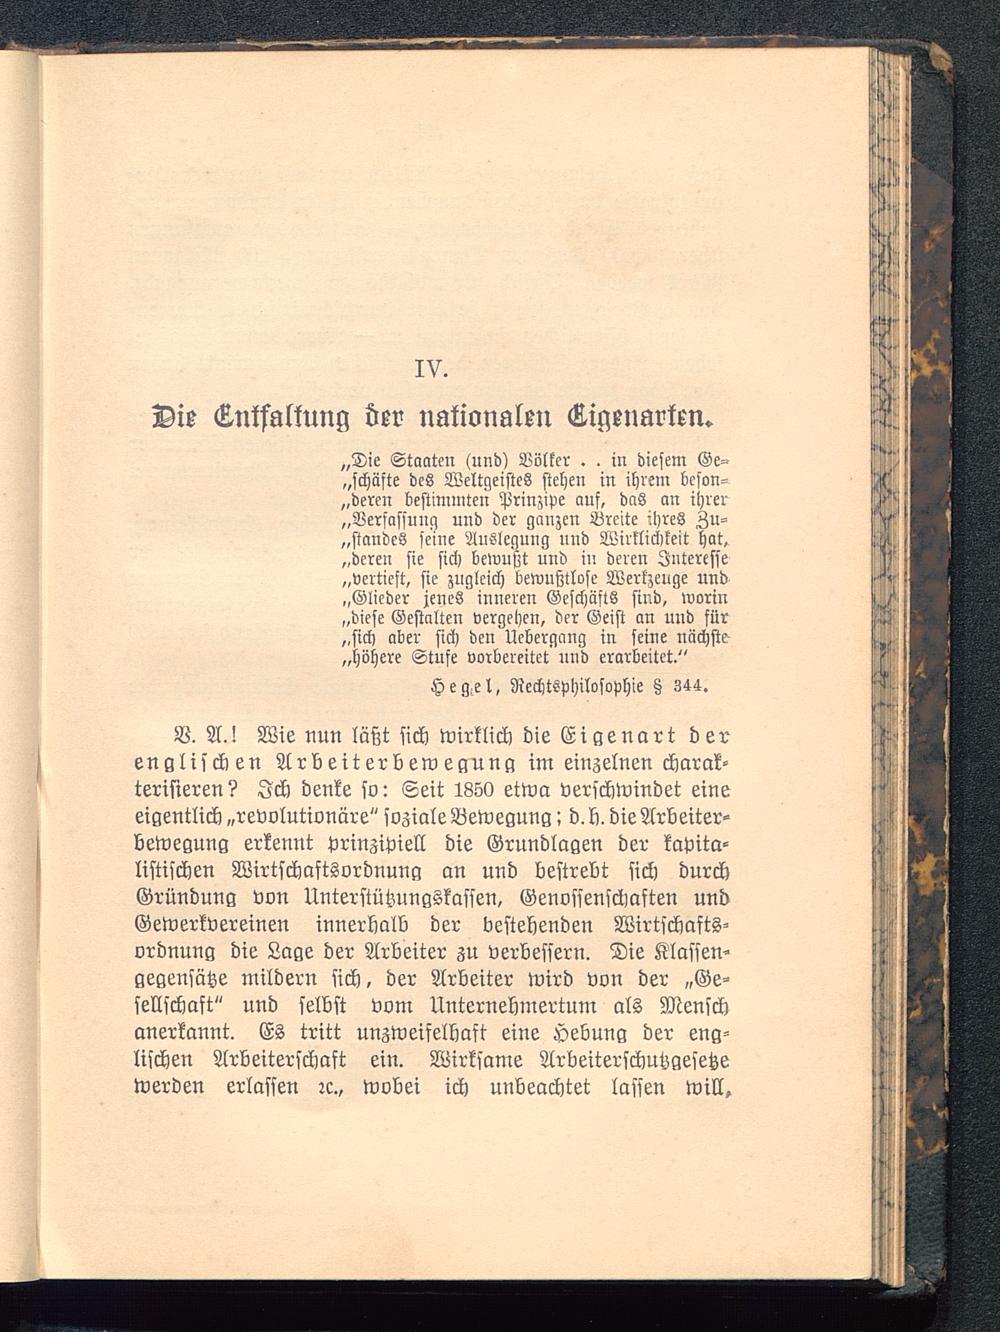 IV.
Die Entfaltung der nationalen Eigenarten.
„Die Staaten (und) Völker . . in diesem Ge-
„schäfte des Weltgeistes stehen in ihrem beson-
„deren bestimmten Prinzipe auf, das an ihrer
„Verfassung und der ganzen Breite ihres Zu-
„standes seine Auslegung und Wirklichkeit hat,
„deren sie sich bewußt und in deren Interesse
„vertieft, sie zugleich bewußtlose Werkzeuge und
„Glieder jenes inneren Geschäfts sind, worin
„diese Gestalten vergehen, der Geist an und für
„sich aber sich den Uebergang in seine nächste
„höhere Stufe vorbereitet und erarbeitet.“
Hegel, Rechtsphilosophie § 344.
V. A.! Wie nun läßt sich wirklich die Eigenart der
englischen Arbeiterbewegung im einzelnen charak-
terisieren? Ich denke so: Seit 1850 etwa verschwindet eine
eigentlich „revolutionäre“ soziale Bewegung; d. h. die Arbeiter-
bewegung erkennt prinzipiell die Grundlagen der kapita-
listischen Wirtschaftsordnung an und bestrebt sich durch
Gründung von Unterstützungskassen, Genossenschaften und
Gewerkvereinen innerhalb der bestehenden Wirtschafts-
ordnung die Lage der Arbeiter zu verbessern. Die Klassen-
gegensätze mildern sich, der Arbeiter wird von der „Ge-
sellschaft“ und selbst vom Unternehmertum als Mensch
anerkannt. Es tritt unzweifelhaft eine Hebung der eng-
lischen Arbeiterschaft ein. Wirksame Arbeiterschutzgesetze
werden erlassen ꝛc., wobei ich unbeachtet lassen will,